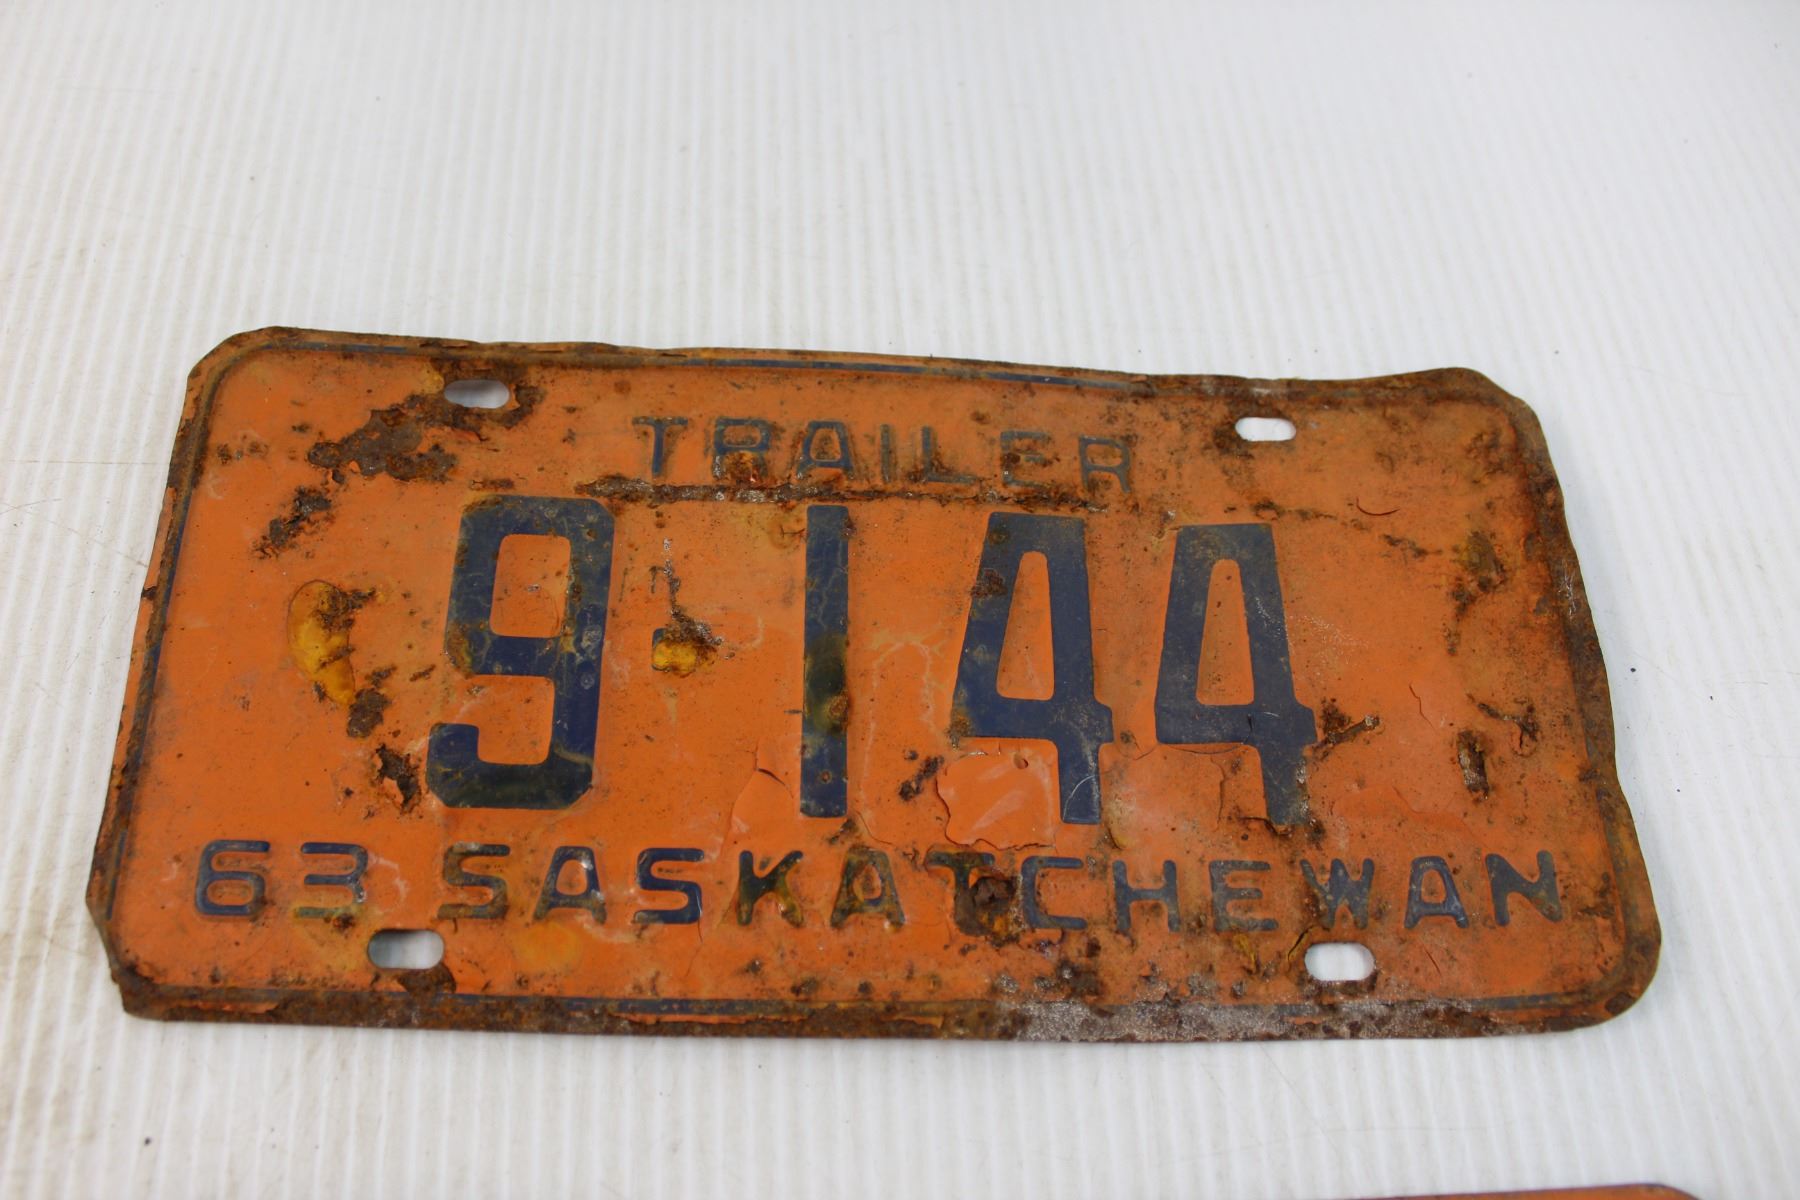 TRAILER
9-144
63 SASKATCHEWAN